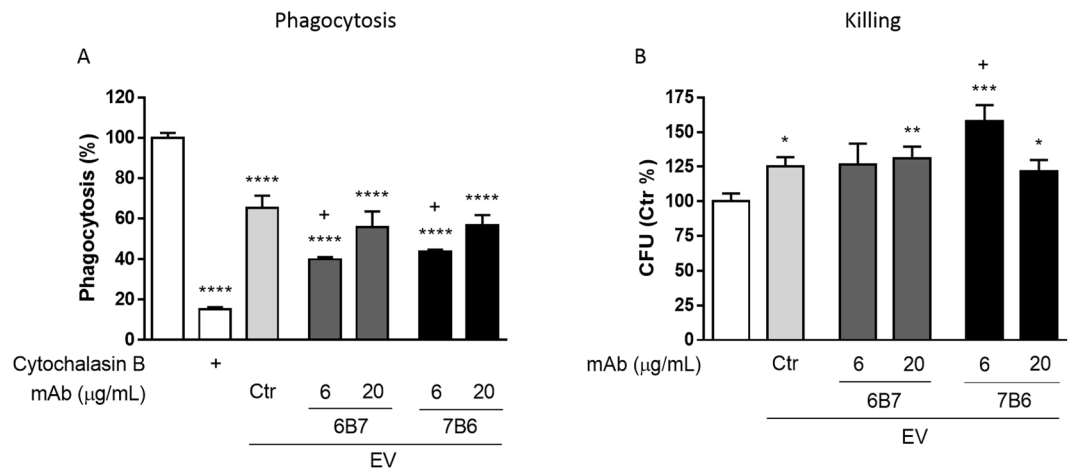 Phagocytosis
Killing
A
B
Phagocytosis (%)
120
100
80
60
40
20
0
****
****
+
****
****
+
****
****
Cytochalasin B +
mAb (μg/mL) Ctr 6 20 6 20
6B7 7B6
EV
CFU (Ctr %)
175
150
125
100
75
50
25
0
*
**
+
***
*
mAb (μg/mL) Ctr 6 20 6 20
6B7 7B6
EV